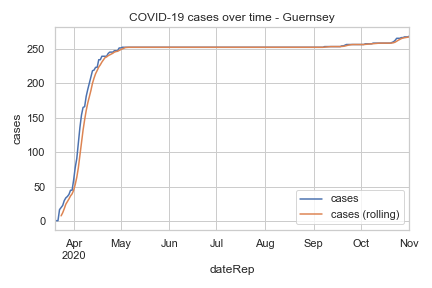 COVID-19 cases over time - Guernsey
250
200
150
100
50
0
cases
Apr May Jun Jul Aug Sep Oct Nov
2020
dateRep
cases
cases (rolling)